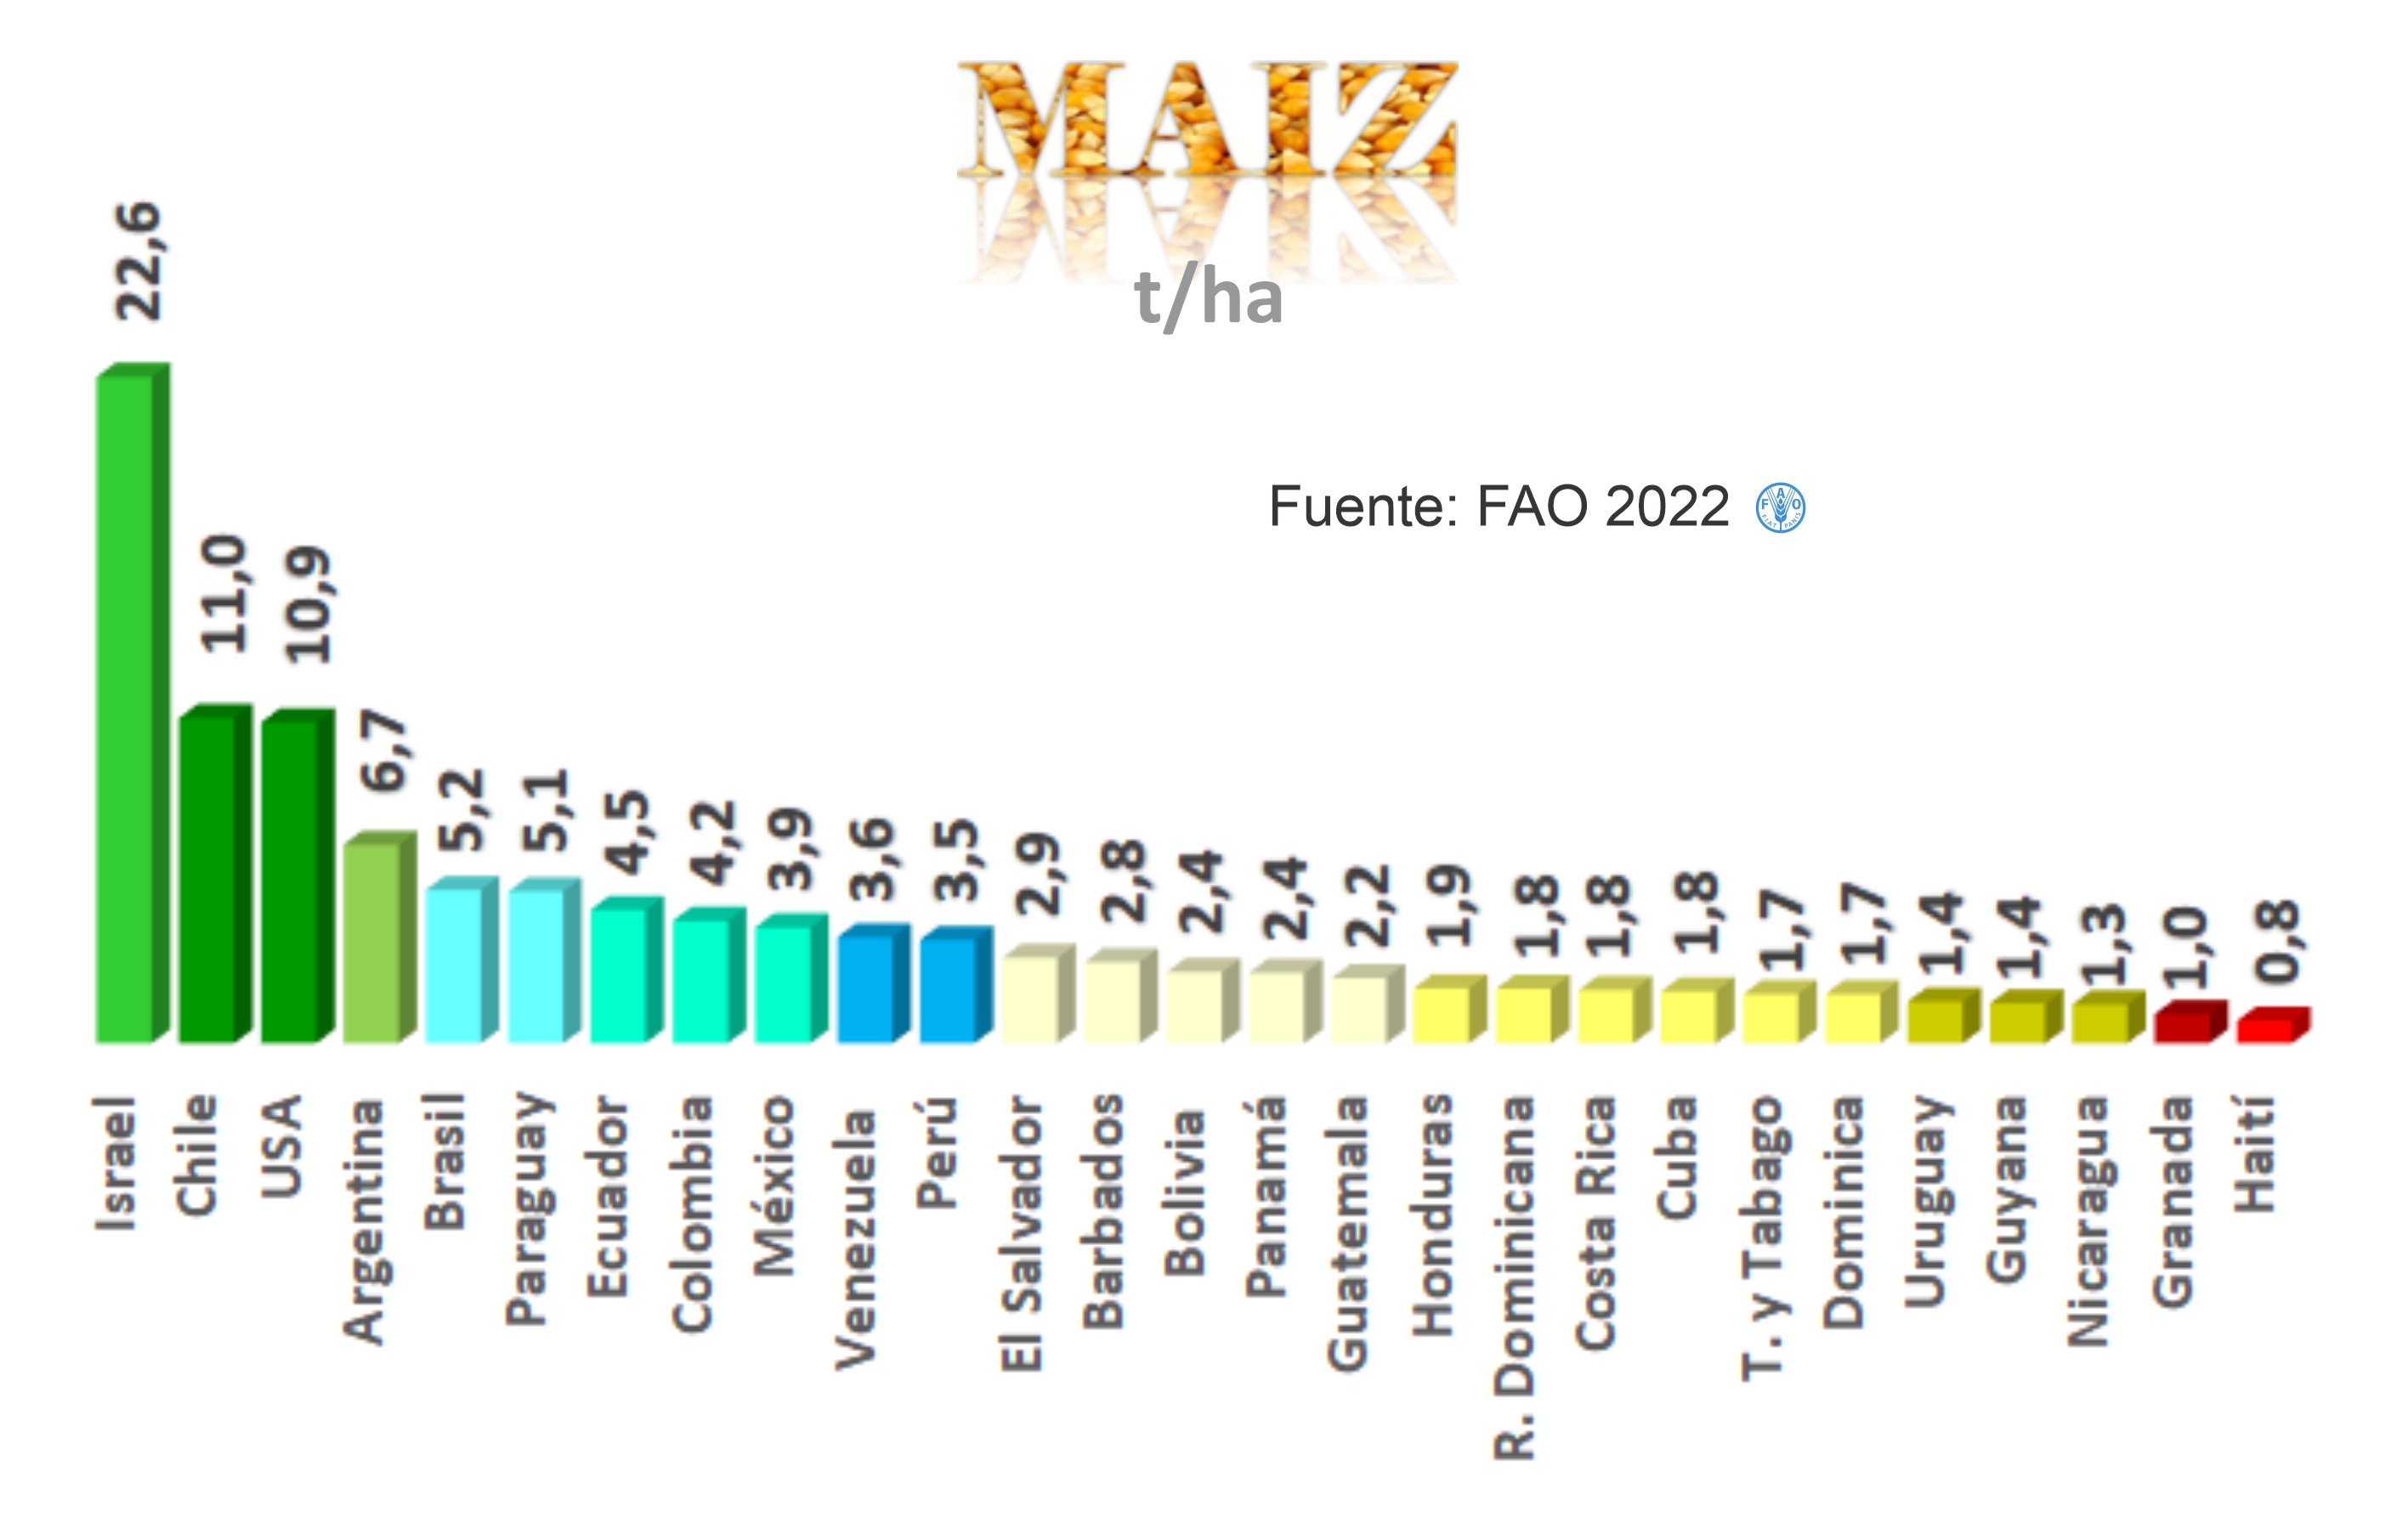 MAIZ
t/ha
Fuente: FAO 2022
FAO
FIAT PANIS
22,6
11,0
10,9
6,7
5,2
5,1
4,5
4,2
3,9
3,6
3,5
2,9
2,8
2,4
2,4
2,2
1,9
1,8
1,8
1,8
1,7
1,7
1,4
1,4
1,3
1,0
0,8
Israel
Chile
USA
Argentina
Brasil
Paraguay
Ecuador
Colombia
México
Venezuela
Perú
El Salvador
Barbados
Bolivia
Panamá
Guatemala
Honduras
R. Dominicana
Costa Rica
Cuba
T. y Tabago
Dominica
Uruguay
Guyana
Nicaragua
Granada
Haití